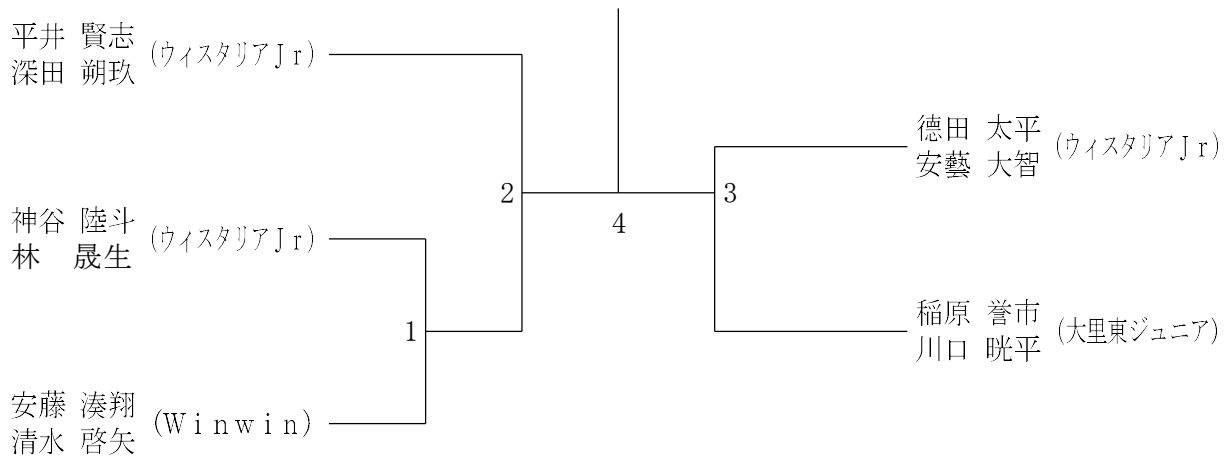 平井 賢志
深田 朔玖
(ウィスタリアJr)
2
神谷 陸斗
林 晟生
(ウィスタリアJr)
1
安藤 湊翔
清水 啓矢
(Winwin)
4
徳田 太平
安藝 大智
(ウィスタリアJr)
3
稲原 誉市
川口 晄平
(大里東ジュニア)